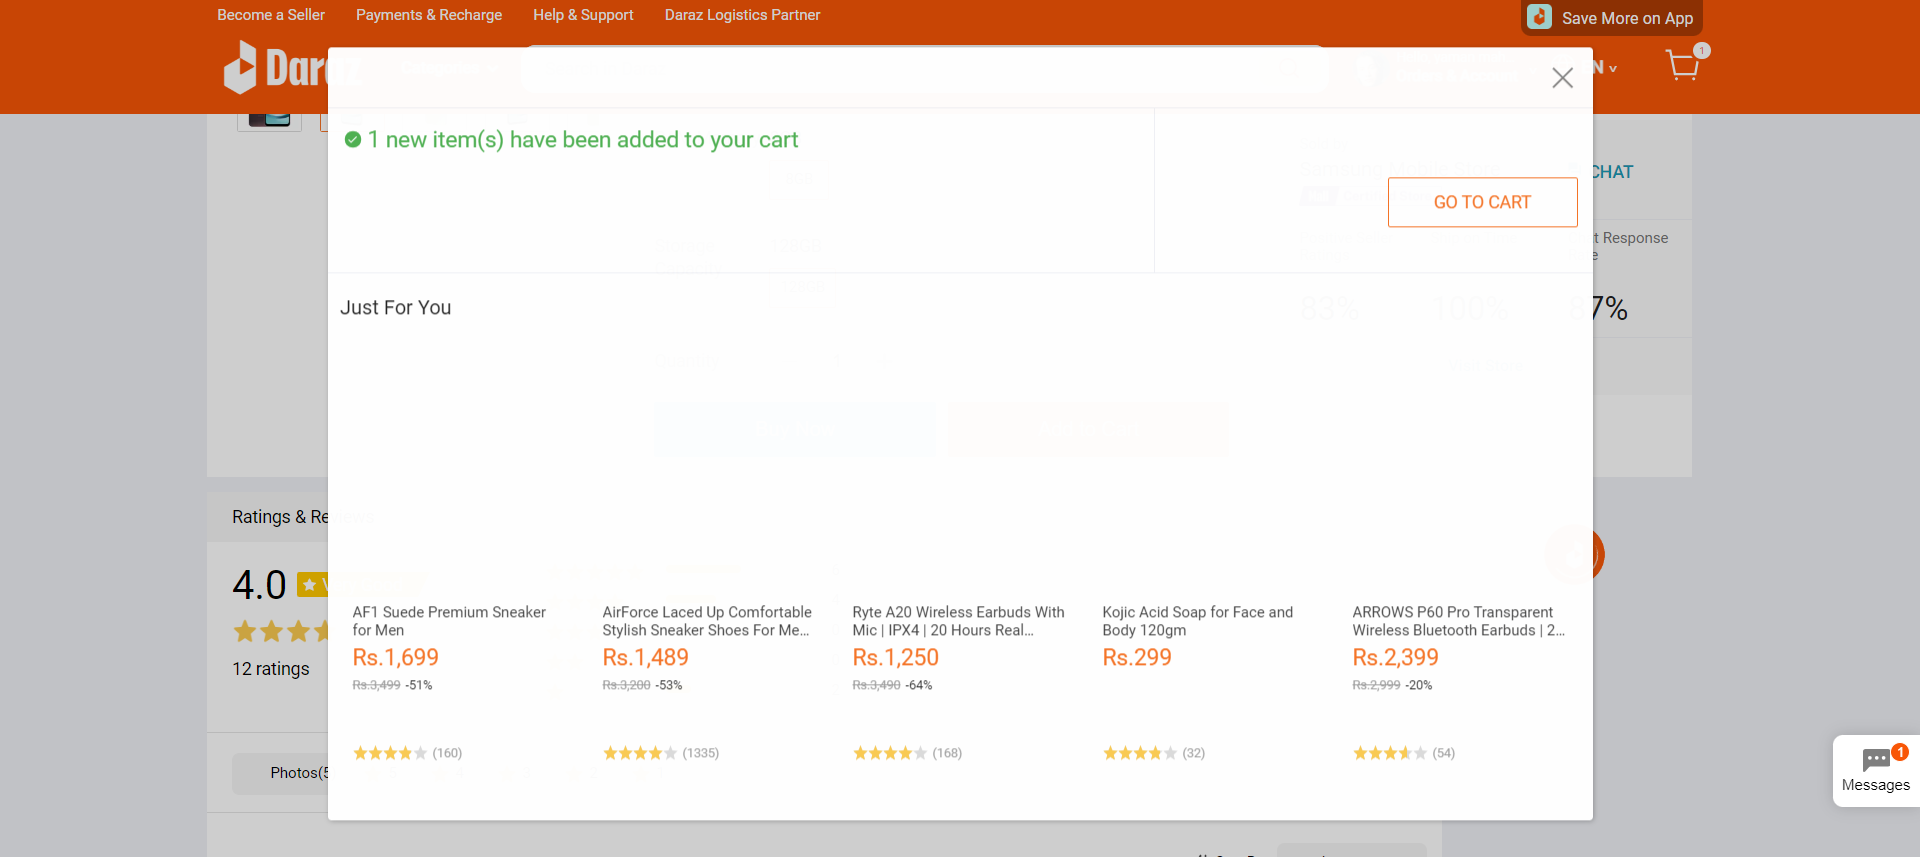 Become a Seller
Payments & Recharge
Help & Support
Daraz Logistics Partner
Save More on App
Daraz
N
1
1 new item(s) have been added to your cart
CHAT
GO TO CART
t Response
e
Just For You
83%
100%
87%
Ratings & Reviews
4.0
12 ratings
AF1 Suede Premium Sneaker
for Men
Rs.1,699
Rs.3,499 -51%
(160)
AirForce Laced Up Comfortable
Stylish Sneaker Shoes For Me...
Rs.1,489
Rs.3,200 -53%
(1335)
Ryte A20 Wireless Earbuds With
Mic | IPX4 | 20 Hours Real...
Rs.1,250
Rs.3,490 -64%
(168)
Kojic Acid Soap for Face and
Body 120gm
Rs.299
(32)
ARROWS P60 Pro Transparent
Wireless Bluetooth Earbuds | 2...
Rs.2,399
Rs.2,999 -20%
(54)
Photos(5
1
Messages